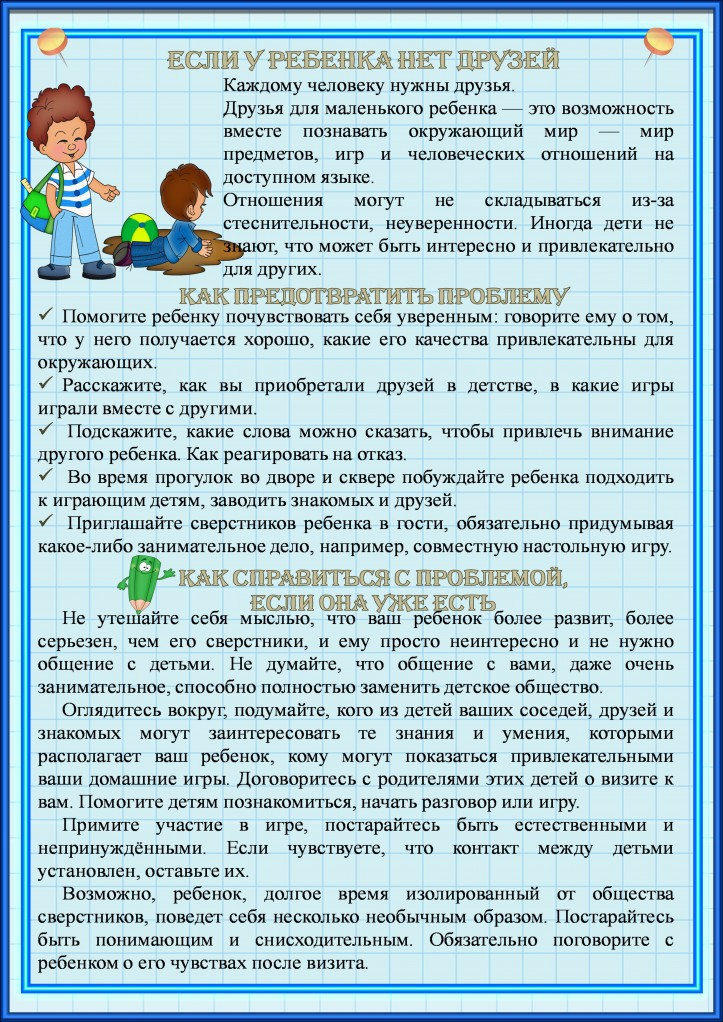 ЕСЛИ У РЕБЕНКА НЕТ ДРУЗЕЙ
Каждому человеку нужны друзья.
Друзья для маленького ребенка — это возможность
вместе познавать окружающий мир — мир
предметов, игр и человеческих отношений на
доступном языке.
Отношения могут не складываться из-за
стеснительности, неуверенности. Иногда дети не
знают, что может быть интересно и привлекательно
для других.
КАК ПРЕДОТВРАТИТЬ ПРОБЛЕМУ
✓ Помогите ребенку почувствовать себя уверенным: говорите ему о том,
что у него получается хорошо, какие его качества привлекательны для
окружающих.
✓ Расскажите, как вы приобретали друзей в детстве, в какие игры
играли вместе с другими.
✓ Подскажите, какие слова можно сказать, чтобы привлечь внимание
другого ребенка. Как реагировать на отказ.
✓ Во время прогулок во дворе и сквере побуждайте ребенка подходить
к играющим детям, заводить знакомых и друзей.
✓ Приглашайте сверстников ребенка в гости, обязательно придумывая
какое-либо занимательное дело, например, совместную настольную игру.
КАК СПРАВИТЬСЯ С ПРОБЛЕМОЙ,
ЕСЛИ ОНА УЖЕ ЕСТЬ
Не утешайте себя мыслью, что ваш ребенок более развит, более
серьезен, чем его сверстники, и ему просто неинтересно и не нужно
общение с детьми. Не думайте, что общение с вами, даже очень
занимательное, способно полностью заменить детское общество.
Оглядитесь вокруг, подумайте, кого из детей ваших соседей, друзей и
знакомых могут заинтересовать те знания и умения, которыми
располагает ваш ребенок, кому могут показаться привлекательными
ваши домашние игры. Договоритесь с родителями этих детей о визите к
вам. Помогите детям познакомиться, начать разговор или игру.
Примите участие в игре, постарайтесь быть естественными и
непринуждёнными. Если чувствуете, что контакт между детьми
установлен, оставьте их.
Возможно, ребенок, долгое время изолированный от общества
сверстников, поведет себя несколько необычным образом. Постарайтесь
быть понимающим и снисходительным. Обязательно поговорите с
ребенком о его чувствах после визита.